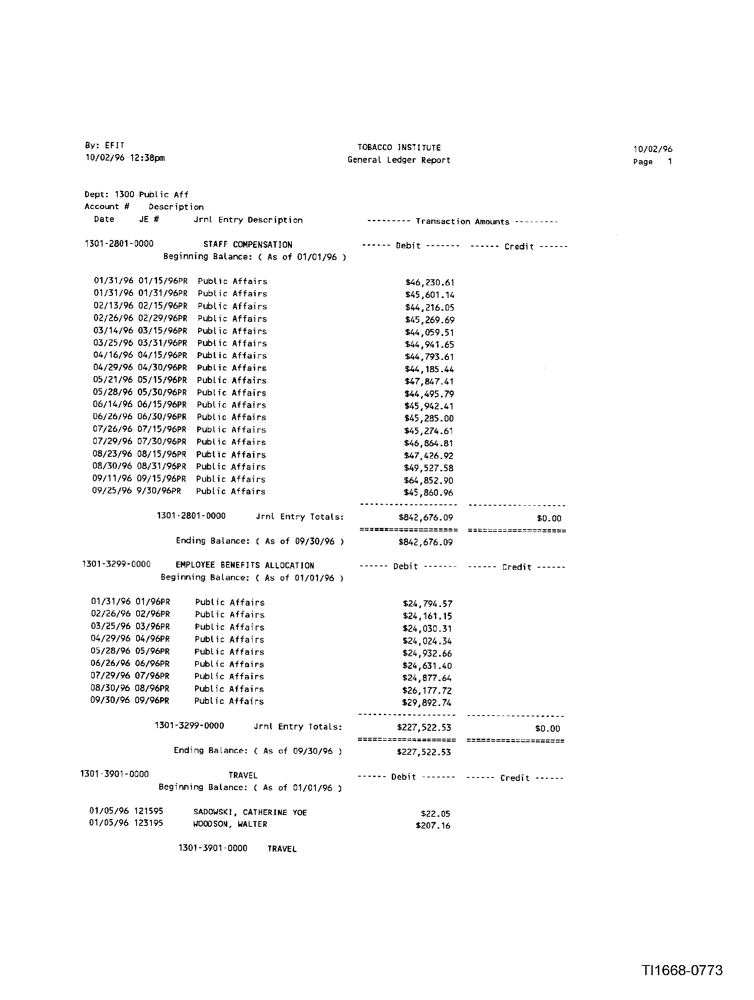 By: EFIT TOBACCO INSTITUTE 10/02/96
10/02/96 12:38pm General Ledger Report Page 1
Dept: 1300 Public Aff
Account # Description
Date JE # Jrnl Entry Description --------- Transaction Amounts ---------
1301-2801-0000 STAFF COMPENSATION ------ Debit ------- ------ Credit ------
Beginning Balance: ( As of 01/01/96 )
01/31/96 01/15/96PR Public Affairs $46,230.61
01/31/96 01/31/96PR Public Affairs $45,601.14
02/13/96 02/15/96PR Public Affairs $44,216.05
02/26/96 02/29/96PR Public Affairs $45,269.69
03/14/96 03/15/96PR Public Affairs $44,059.51
03/25/96 03/31/96PR Public Affairs $44,941.65
04/16/96 04/15/96PR Public Affairs $44,793.61
04/29/96 04/30/96PR Public Affairs $44,185.44
05/21/96 05/15/96PR Public Affairs $47,847.41
05/28/96 05/30/96PR Public Affairs $44,495.79
06/14/96 06/15/96PR Public Affairs $45,942.41
06/26/96 06/30/96PR Public Affairs $45,285.00
07/26/96 07/15/96PR Public Affairs $45,274.61
07/29/96 07/30/96PR Public Affairs $46,864.81
08/23/96 08/15/96PR Public Affairs $47,426.92
08/30/96 08/31/96PR Public Affairs $49,527.58
09/11/96 09/15/96PR Public Affairs $64,852.90
09/25/96 9/30/96PR Public Affairs $45,860.96
1301-2801-0000 Jrnl Entry Totals: $842,676.09 $0.00
Ending Balance: ( As of 09/30/96 ) $842,676.09
1301-3299-0000 EMPLOYEE BENEFITS ALLOCATION ------ Debit ------- ------ Credit ------
Beginning Balance: ( As of 01/01/96 )
01/31/96 01/96PR Public Affairs $24,794.57
02/26/96 02/96PR Public Affairs $24,161.15
03/25/96 03/96PR Public Affairs $24,030.31
04/29/96 04/96PR Public Affairs $24,024.34
05/28/96 05/96PR Public Affairs $24,932.66
06/26/96 06/96PR Public Affairs $24,631.40
07/29/96 07/96PR Public Affairs $24,877.64
08/30/96 08/96PR Public Affairs $26,177.72
09/30/96 09/96PR Public Affairs $29,892.74
1301-3299-0000 Jrnl Entry Totals: $227,522.53 $0.00
Ending Balance: ( As of 09/30/96 ) $227,522.53
1301-3901-0000 TRAVEL ------ Debit ------- ------ Credit ------
Beginning Balance: ( As of 01/01/96 )
01/05/96 121595 SADOWSKI, CATHERINE YOE $22.05
01/05/96 123195 WOODSON, WALTER $207.16
1301-3901-0000 TRAVEL
TI1668-0773